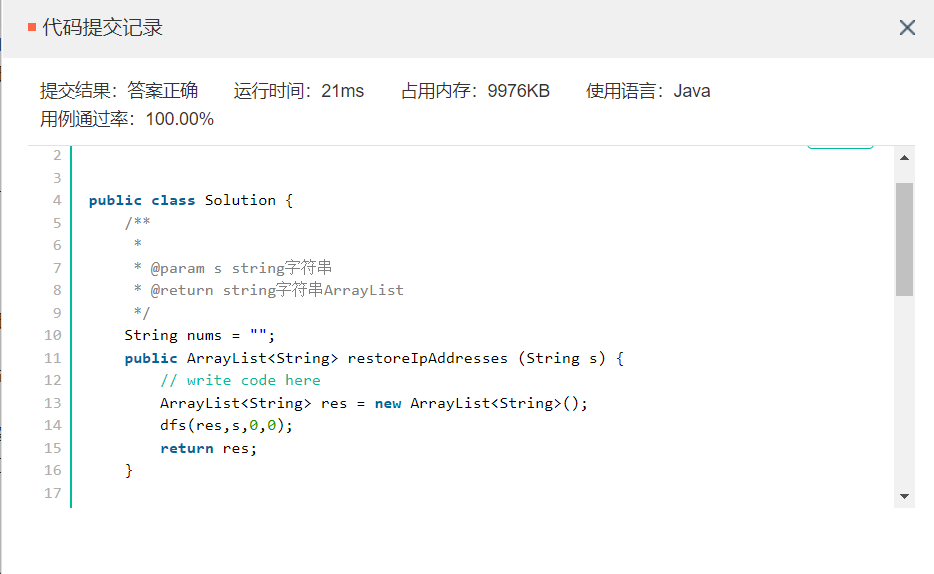 代码提交记录
提交结果：答案正确 运行时间：21ms 占用内存：9976KB 使用语言：Java
用例通过率：100.00%
2
3
4 public class Solution {
5 /**
6 *
7 * @param s string字符串
8 * @return string字符串ArrayList
9 */
10 String nums = "";
11 public ArrayList<String> restoreIpAddresses (String s) {
12 // write code here
13 ArrayList<String> res = new ArrayList<String>();
14 dfs(res,s,0,0);
15 return res;
16 }
17